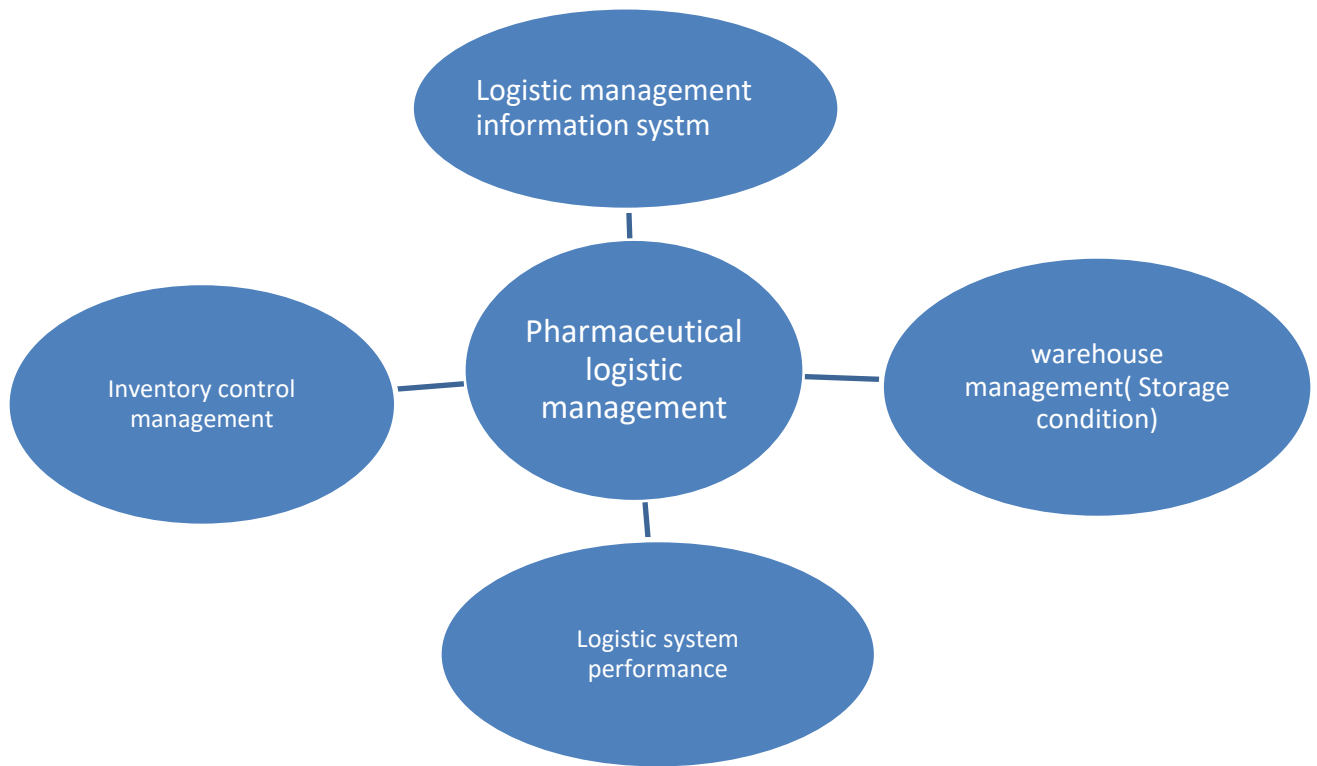 Logistic management
information systm
Pharmaceutical
logistic
management
warehouse
management( Storage
condition)
Inventory control
management
Logistic system
performance